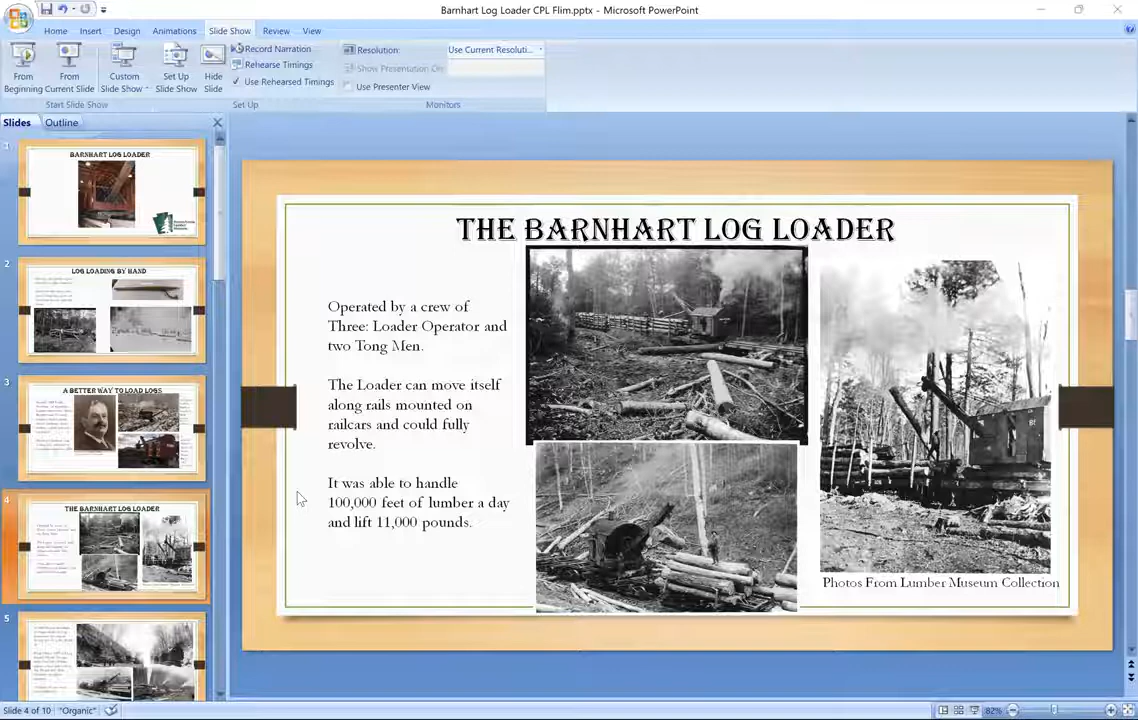 Barnhart Log Loader CPL Flim.pptx - Microsoft PowerPoint
Home Insert Design Animations Slide Show Review View
From Beginning
From Current Slide
Custom Slide Show
Set Up Slide Show
Hide Slide
Record Narration
Rehearse Timings
Use Rehearsed Timings
Resolution: Use Current Resoluti...
Show Presentation On:
Use Presenter View
Start Slide Show Set Up Monitors
Slides Outline
1
BARNHART LOG LOADER
2
LOG LOADING BY HAND
3
A BETTER WAY TO LOAD LOGS
4
THE BARNHART LOG LOADER
5
THE BARNHART LOG LOADER
Operated by a crew of
Three: Loader Operator and
two Tong Men.
The Loader can move itself
along rails mounted on
railcars and could fully
revolve.
It was able to handle
100,000 feet of lumber a day
and lift 11,000 pounds.
Photos From Lumber Museum Collection
Slide 4 of 10 "Organic" 82%